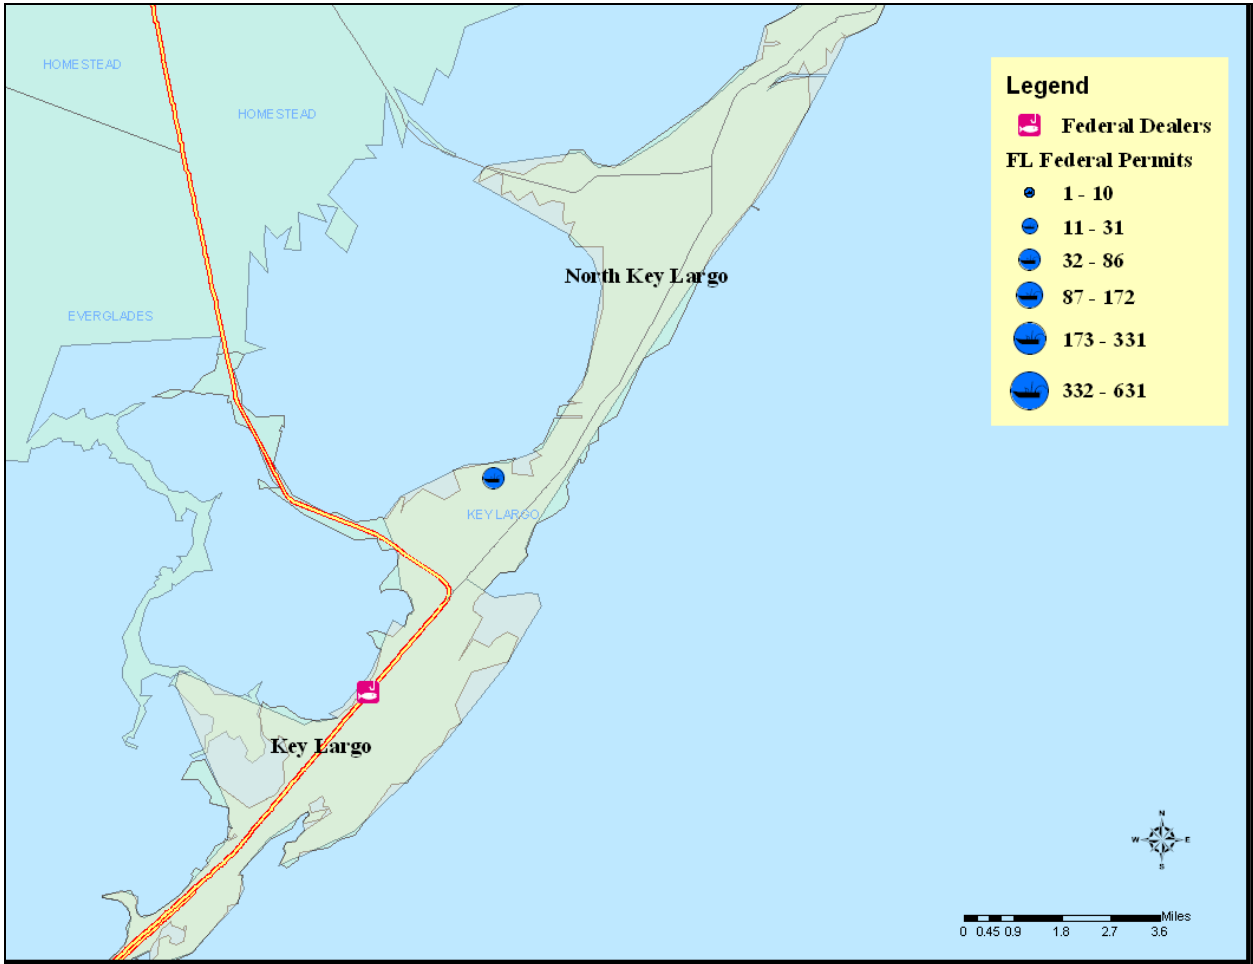 HOMESTEAD
HOMESTEAD
EVERGLADES
North Key Largo
KEY LARGO
Key Largo
Legend
Federal Dealers
FL Federal Permits
1 - 10
11 - 31
32 - 86
87 - 172
173 - 331
332 - 631
N
W E
S
Miles
0 0.45 0.9 1.8 2.7 3.6